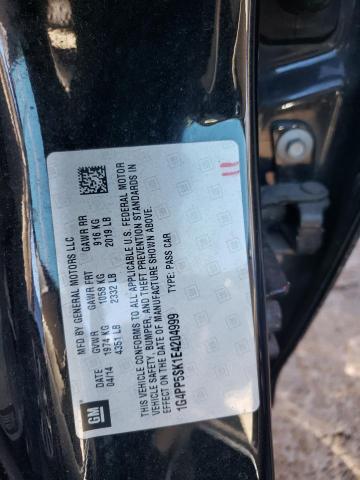 MFD BY GENERAL MOTORS LLC
DATE GVWR GAWR FRT GAWR RR
04/14 1974 KG 1058 KG 916 KG
4351 LB 2332 LB 2019 LB
THIS VEHICLE CONFORMS TO ALL APPLICABLE U.S. FEDERAL MOTOR
VEHICLE SAFETY, BUMPER, AND THEFT PREVENTION STANDARDS IN
EFFECT ON THE DATE OF MANUFACTURE SHOWN ABOVE.
1G4PP5SK1E4204999 TYPE: PASS CAR
GM